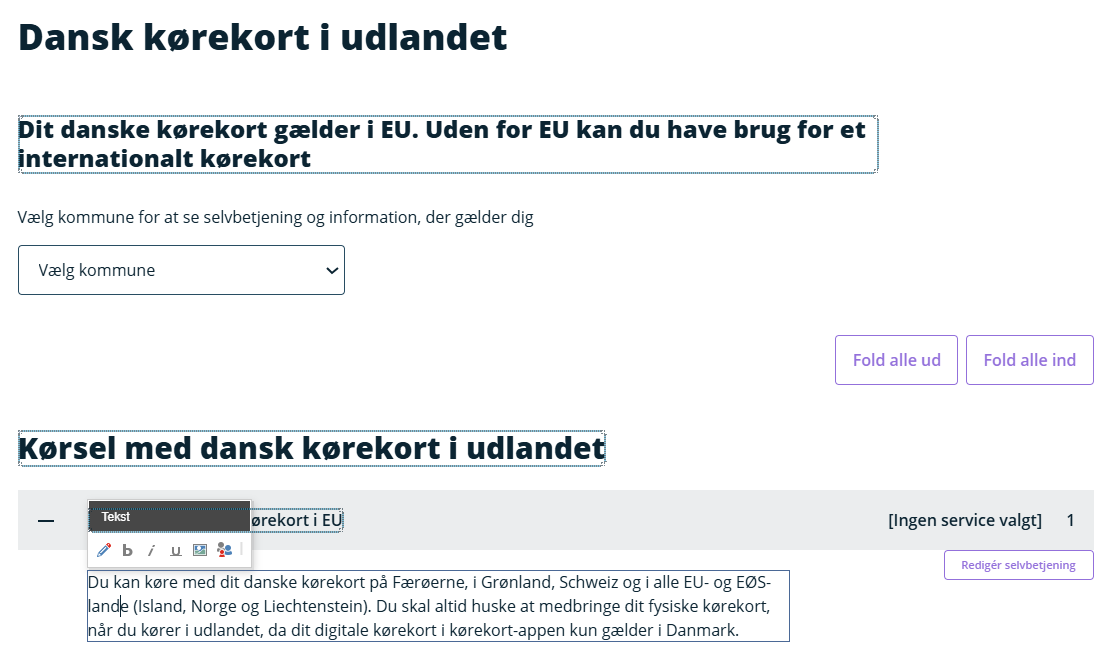 Dansk kørekort i udlandet
Dit danske kørekort gælder i EU. Uden for EU kan du have brug for et
internationalt kørekort
Vælg kommune for at se selvbetjening og information, der gælder dig
Vælg kommune
Fold alle ud
Fold alle ind
Kørsel med dansk kørekort i udlandet
Tekst
ørekort i EU
[Ingen service valgt]
1
b
i
u
Redigér selvbetjening
Du kan køre med dit danske kørekort på Færøerne, i Grønland, Schweiz og i alle EU- og EØS-
lande (Island, Norge og Liechtenstein). Du skal altid huske at medbringe dit fysiske kørekort,
når du kører i udlandet, da dit digitale kørekort i kørekort-appen kun gælder i Danmark.